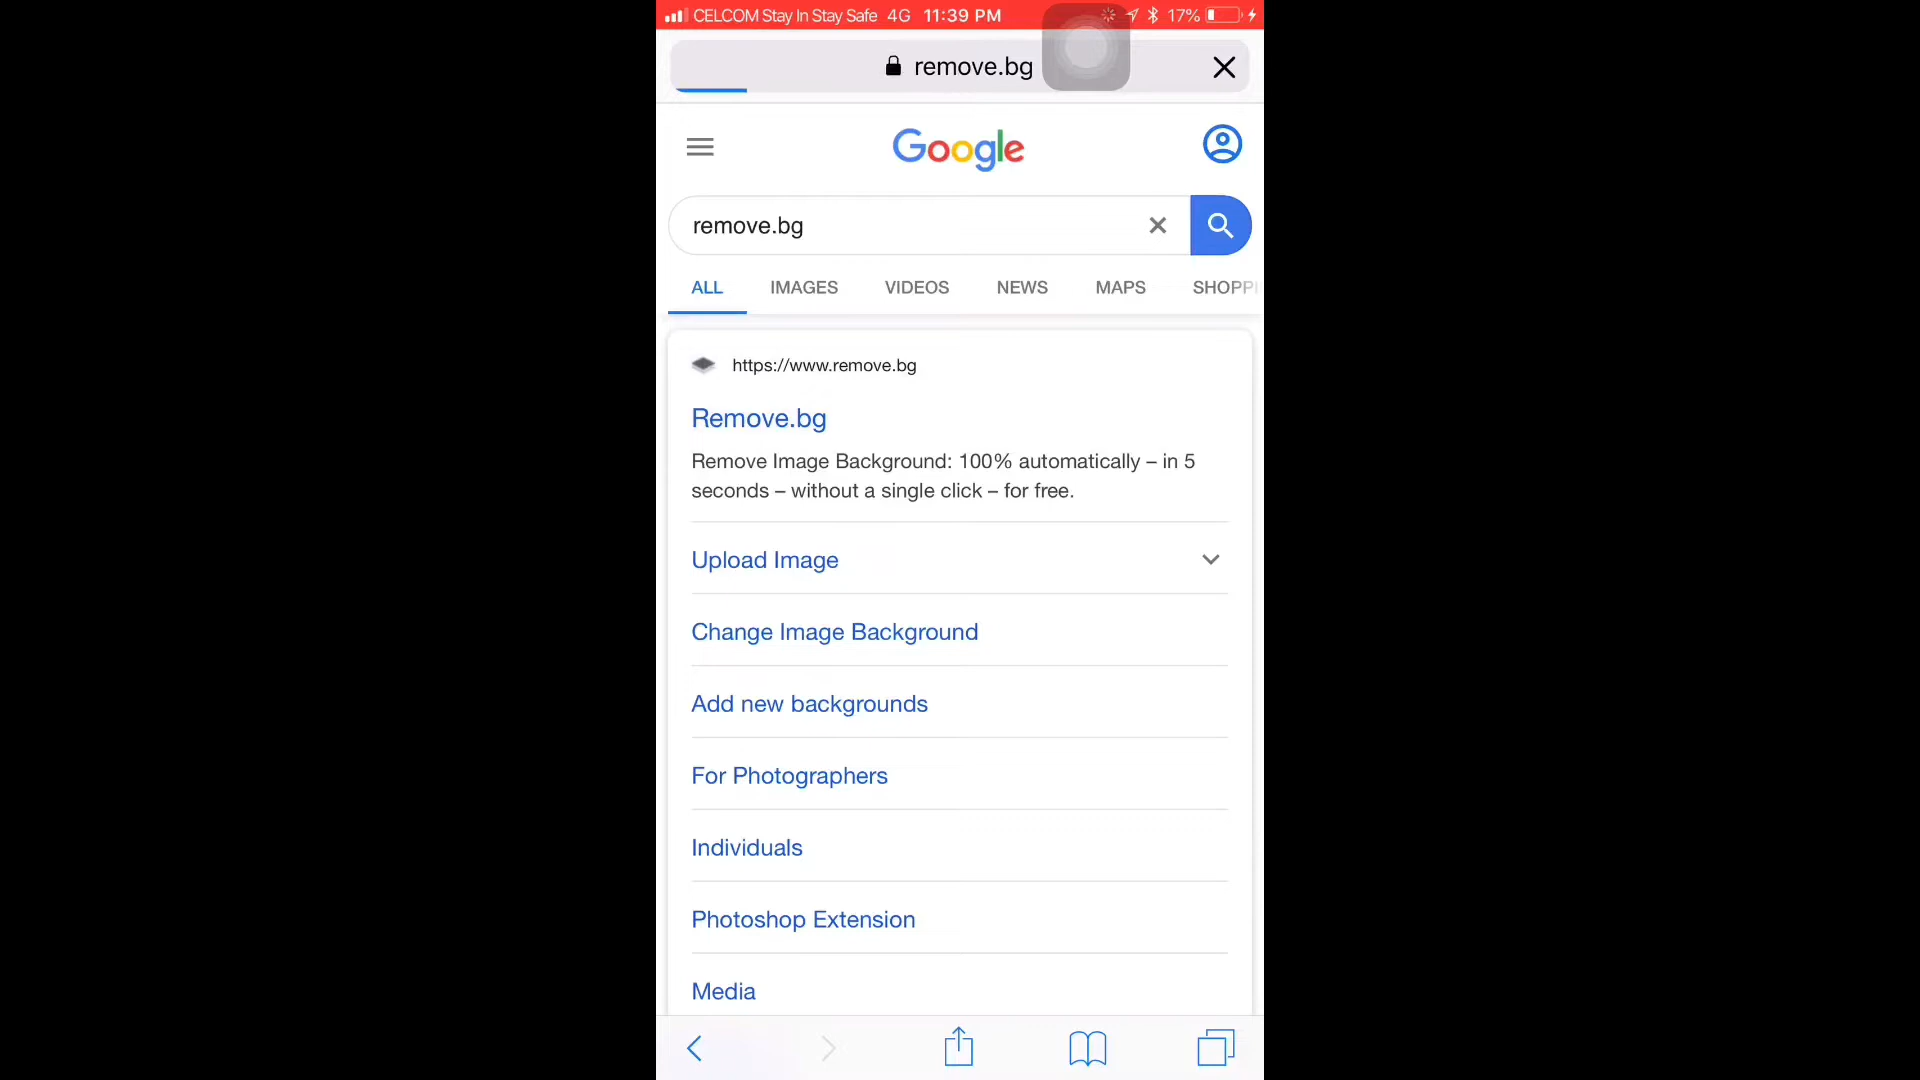 CELCOM Stay In Stay Safe 4G 11:39 PM 17%
remove.bg
Google
remove.bg
ALL IMAGES VIDEOS NEWS MAPS SHOPPI
https://www.remove.bg
Remove.bg
Remove Image Background: 100% automatically – in 5
seconds – without a single click – for free.
Upload Image
Change Image Background
Add new backgrounds
For Photographers
Individuals
Photoshop Extension
Media